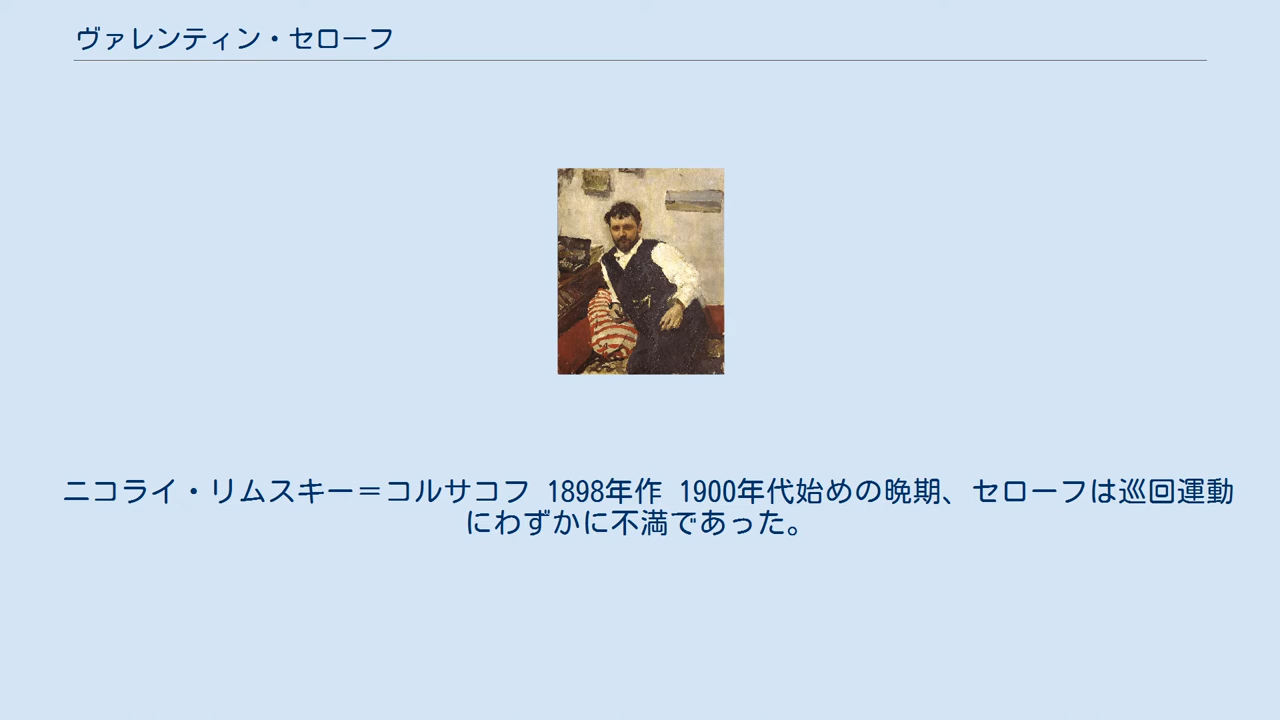 ヴァレンティン・セローフ
ニコライ・リムスキー＝コルサコフ 1898年作 1900年代始めの晩期、セローフは巡回運動
にわずかに不満であった。